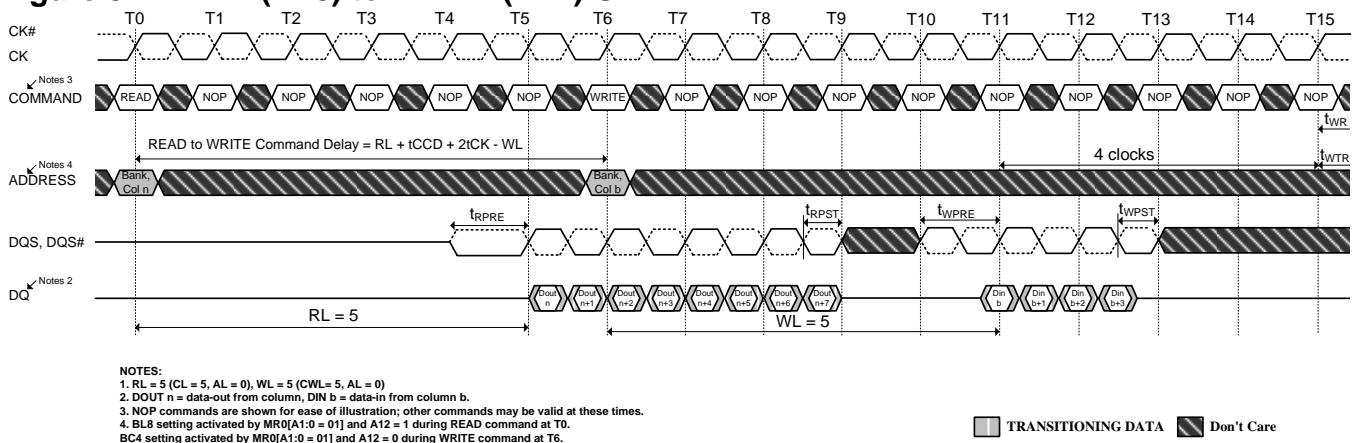 T0 T1 T2 T3 T4 T5 T6 T7 T8 T9 T10 T11 T12 T13 T14 T15
CK#
CK
Notes 3
COMMAND READ NOP NOP NOP NOP NOP WRITE NOP NOP NOP NOP NOP NOP NOP NOP NOP
tWR
READ to WRITE Command Delay = RL + tCCD + 2tCK - WL
4 clocks
tWTR
Notes 4
ADDRESS Bank, Col n Bank, Col b
tRPRE tRPST tWPRE tWPST
DQS, DQS#
Notes 2
DQ Dout n Dout n+1 Dout n+2 Dout n+3 Dout n+4 Dout n+5 Dout n+6 Dout n+7 Din b Din b+1 Din b+2 Din b+3
RL = 5 WL = 5
NOTES:
1. RL = 5 (CL = 5, AL = 0), WL = 5 (CWL= 5, AL = 0)
2. DOUT n = data-out from column, DIN b = data-in from column b.
3. NOP commands are shown for ease of illustration; other commands may be valid at these times.
4. BL8 setting activated by MR0[A1:0 = 01] and A12 = 1 during READ command at T0.
BC4 setting activated by MR0[A1:0 = 01] and A12 = 0 during WRITE command at T6.
TRANSITIONING DATA Don't Care